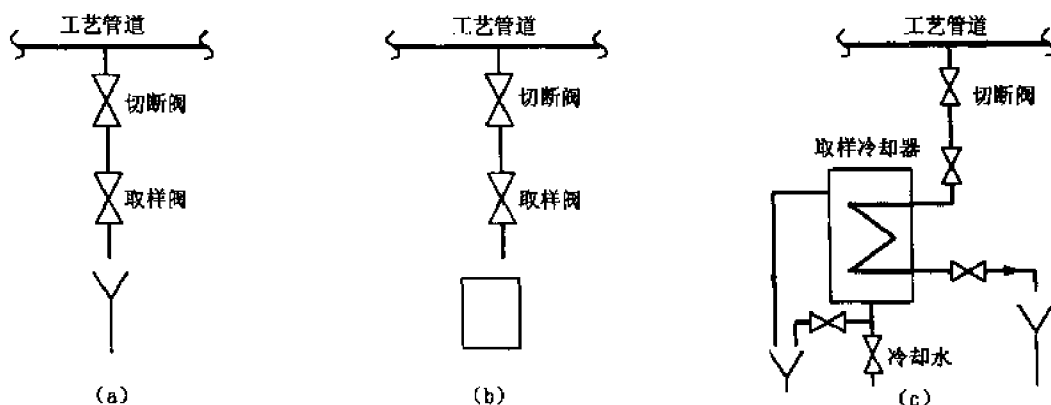 工艺管道
切断阀
取样阀
(a)
工艺管道
切断阀
取样阀
(b)
工艺管道
切断阀
取样冷却器
冷却水
(c)